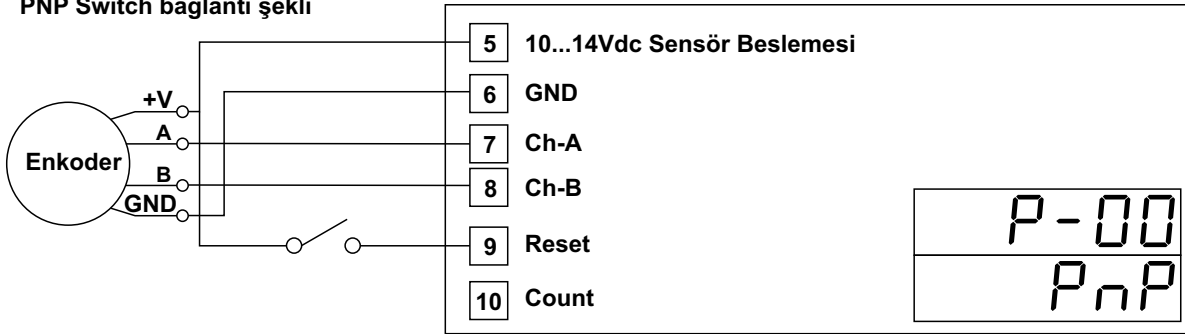 PNP Switch bağlantı şekli
5 10...14Vdc Sensör Beslemesi
6 GND
+V
A
7 Ch-A
Enkoder
B
8 Ch-B
GND
9 Reset
10 Count
P-00
PnP